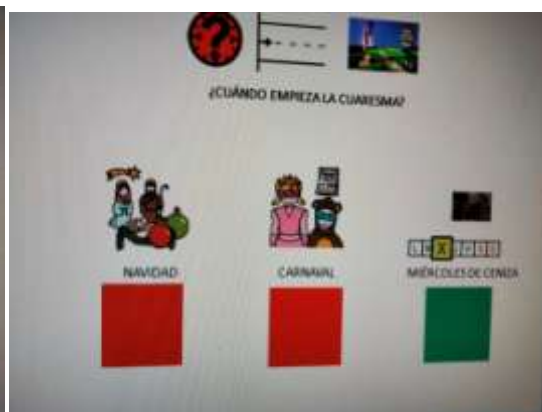 ¿CUÁNDO EMPIEZA LA CUARESMA?
NAVIDAD
CARNAVAL
MIÉRCOLES DE CENIZA